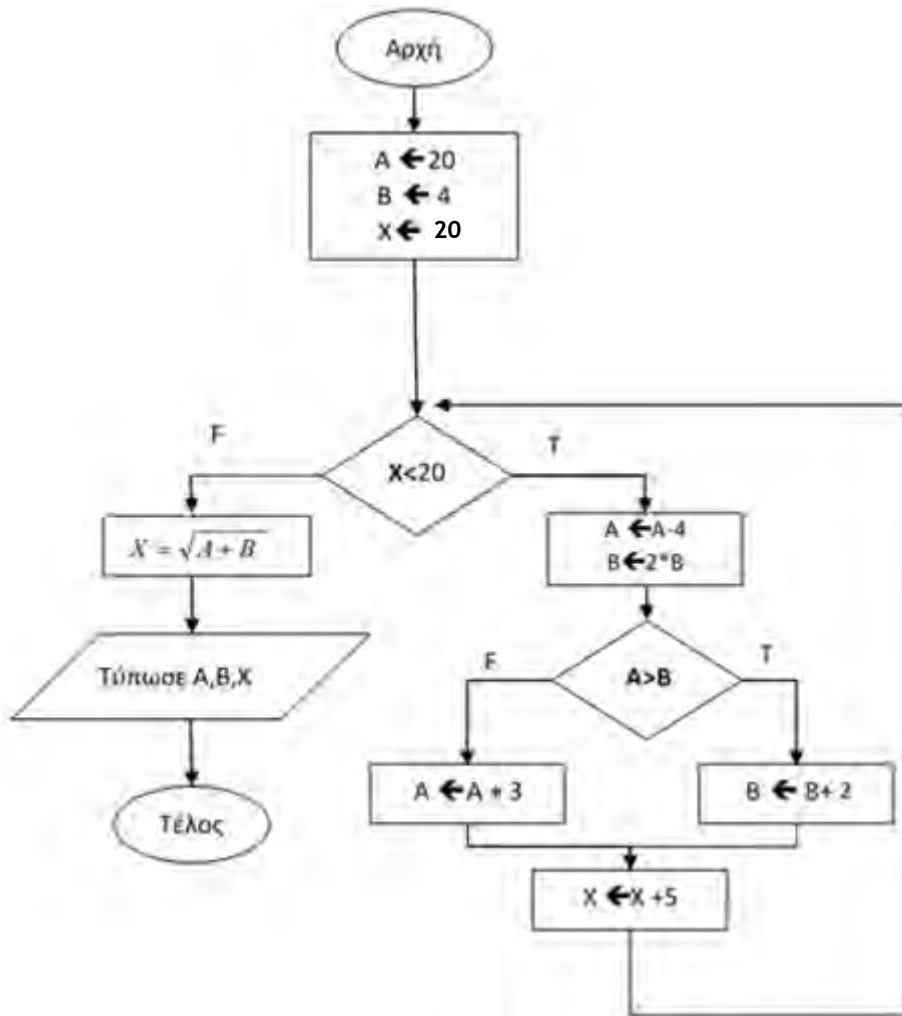 Αρχή
A ← 20
B ← 4
X ← 20
F
T
X<20
X = √A + B
A ← A-4
B ← 2*B
Τύπωσε A,B,X
F
T
A>B
A ← A + 3
B ← B+ 2
Τέλος
X ← X +5